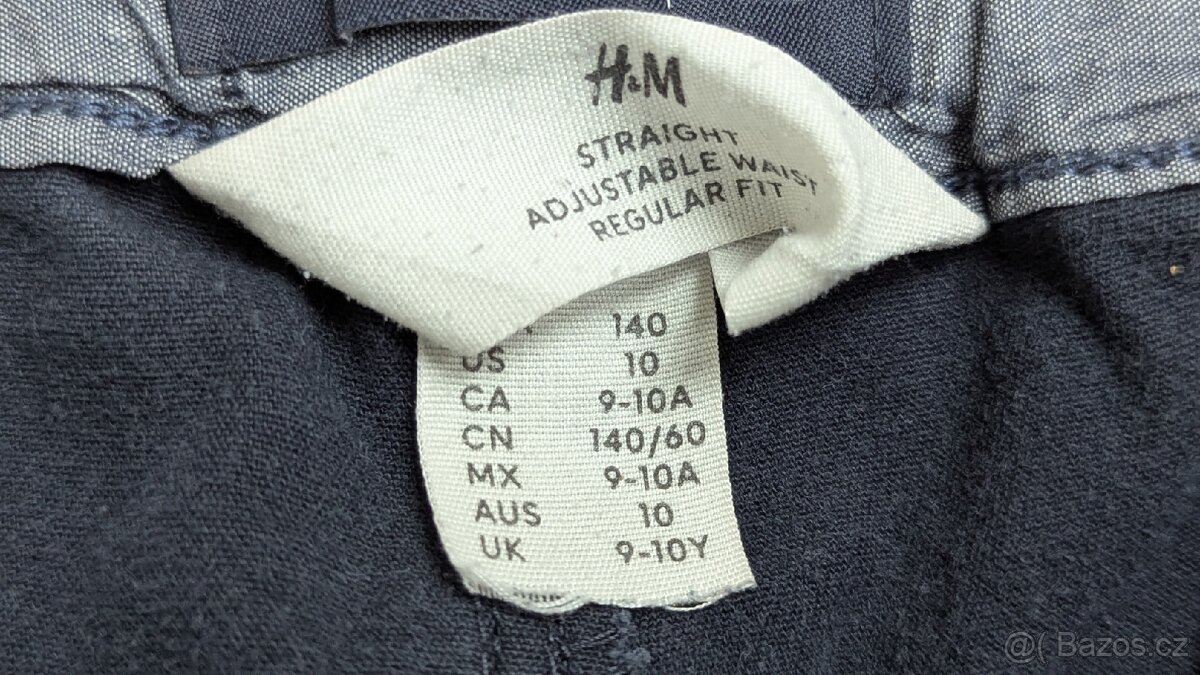 H&M
STRAIGHT
ADJUSTABLE WAIST
REGULAR FIT
140
US 10
CA 9-10A
CN 140/60
MX 9-10A
AUS 10
UK 9-10Y
@( Bazos.cz